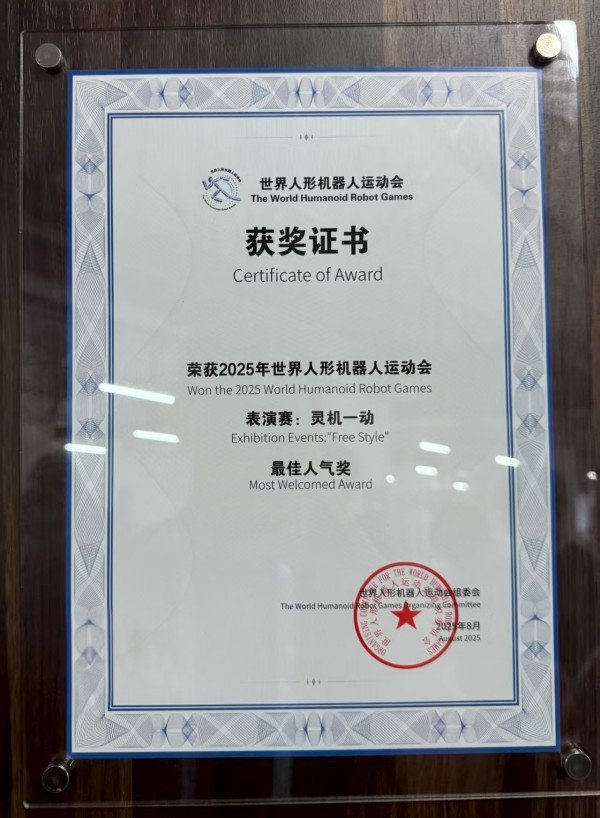 世界人形机器人运动会
The World Humanoid Robot Games
获奖证书
Certificate of Award
荣获2025年世界人形机器人运动会
Won the 2025 World Humanoid Robot Games
表演赛：灵机一动
Exhibition Events:"Free Style"
最佳人气奖
Most Welcomed Award
世界人形机器人运动会组委会
The World Humanoid Robot Games Organizing Committee
2025年8月
August 2025